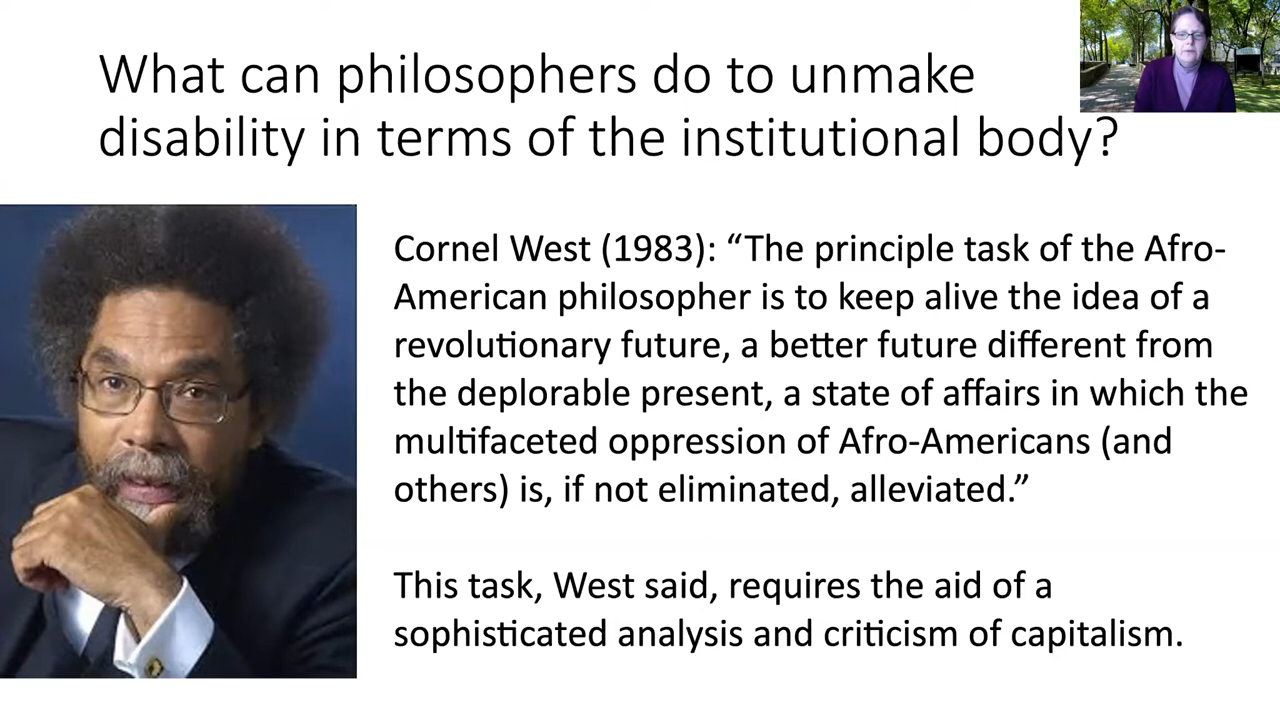 What can philosophers do to unmake
disability in terms of the institutional body?
Cornel West (1983): “The principle task of the Afro-
American philosopher is to keep alive the idea of a
revolutionary future, a better future different from
the deplorable present, a state of affairs in which the
multifaceted oppression of Afro-Americans (and
others) is, if not eliminated, alleviated.”
This task, West said, requires the aid of a
sophisticated analysis and criticism of capitalism.